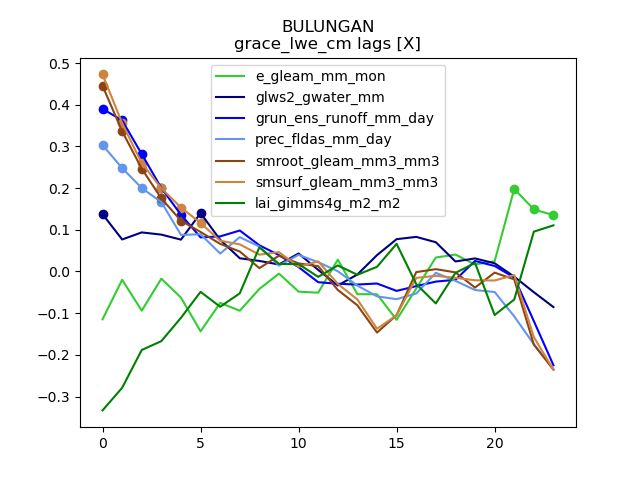 BULUNGAN
grace_lwe_cm lags [X]
e_gleam_mm_mon
glws2_gwater_mm
grun_ens_runoff_mm_day
prec_fldas_mm_day
smroot_gleam_mm3_mm3
smsurf_gleam_mm3_mm3
lai_gimms4g_m2_m2
0.5
0.4
0.3
0.2
0.1
0.0
−0.1
−0.2
−0.3
0 5 10 15 20